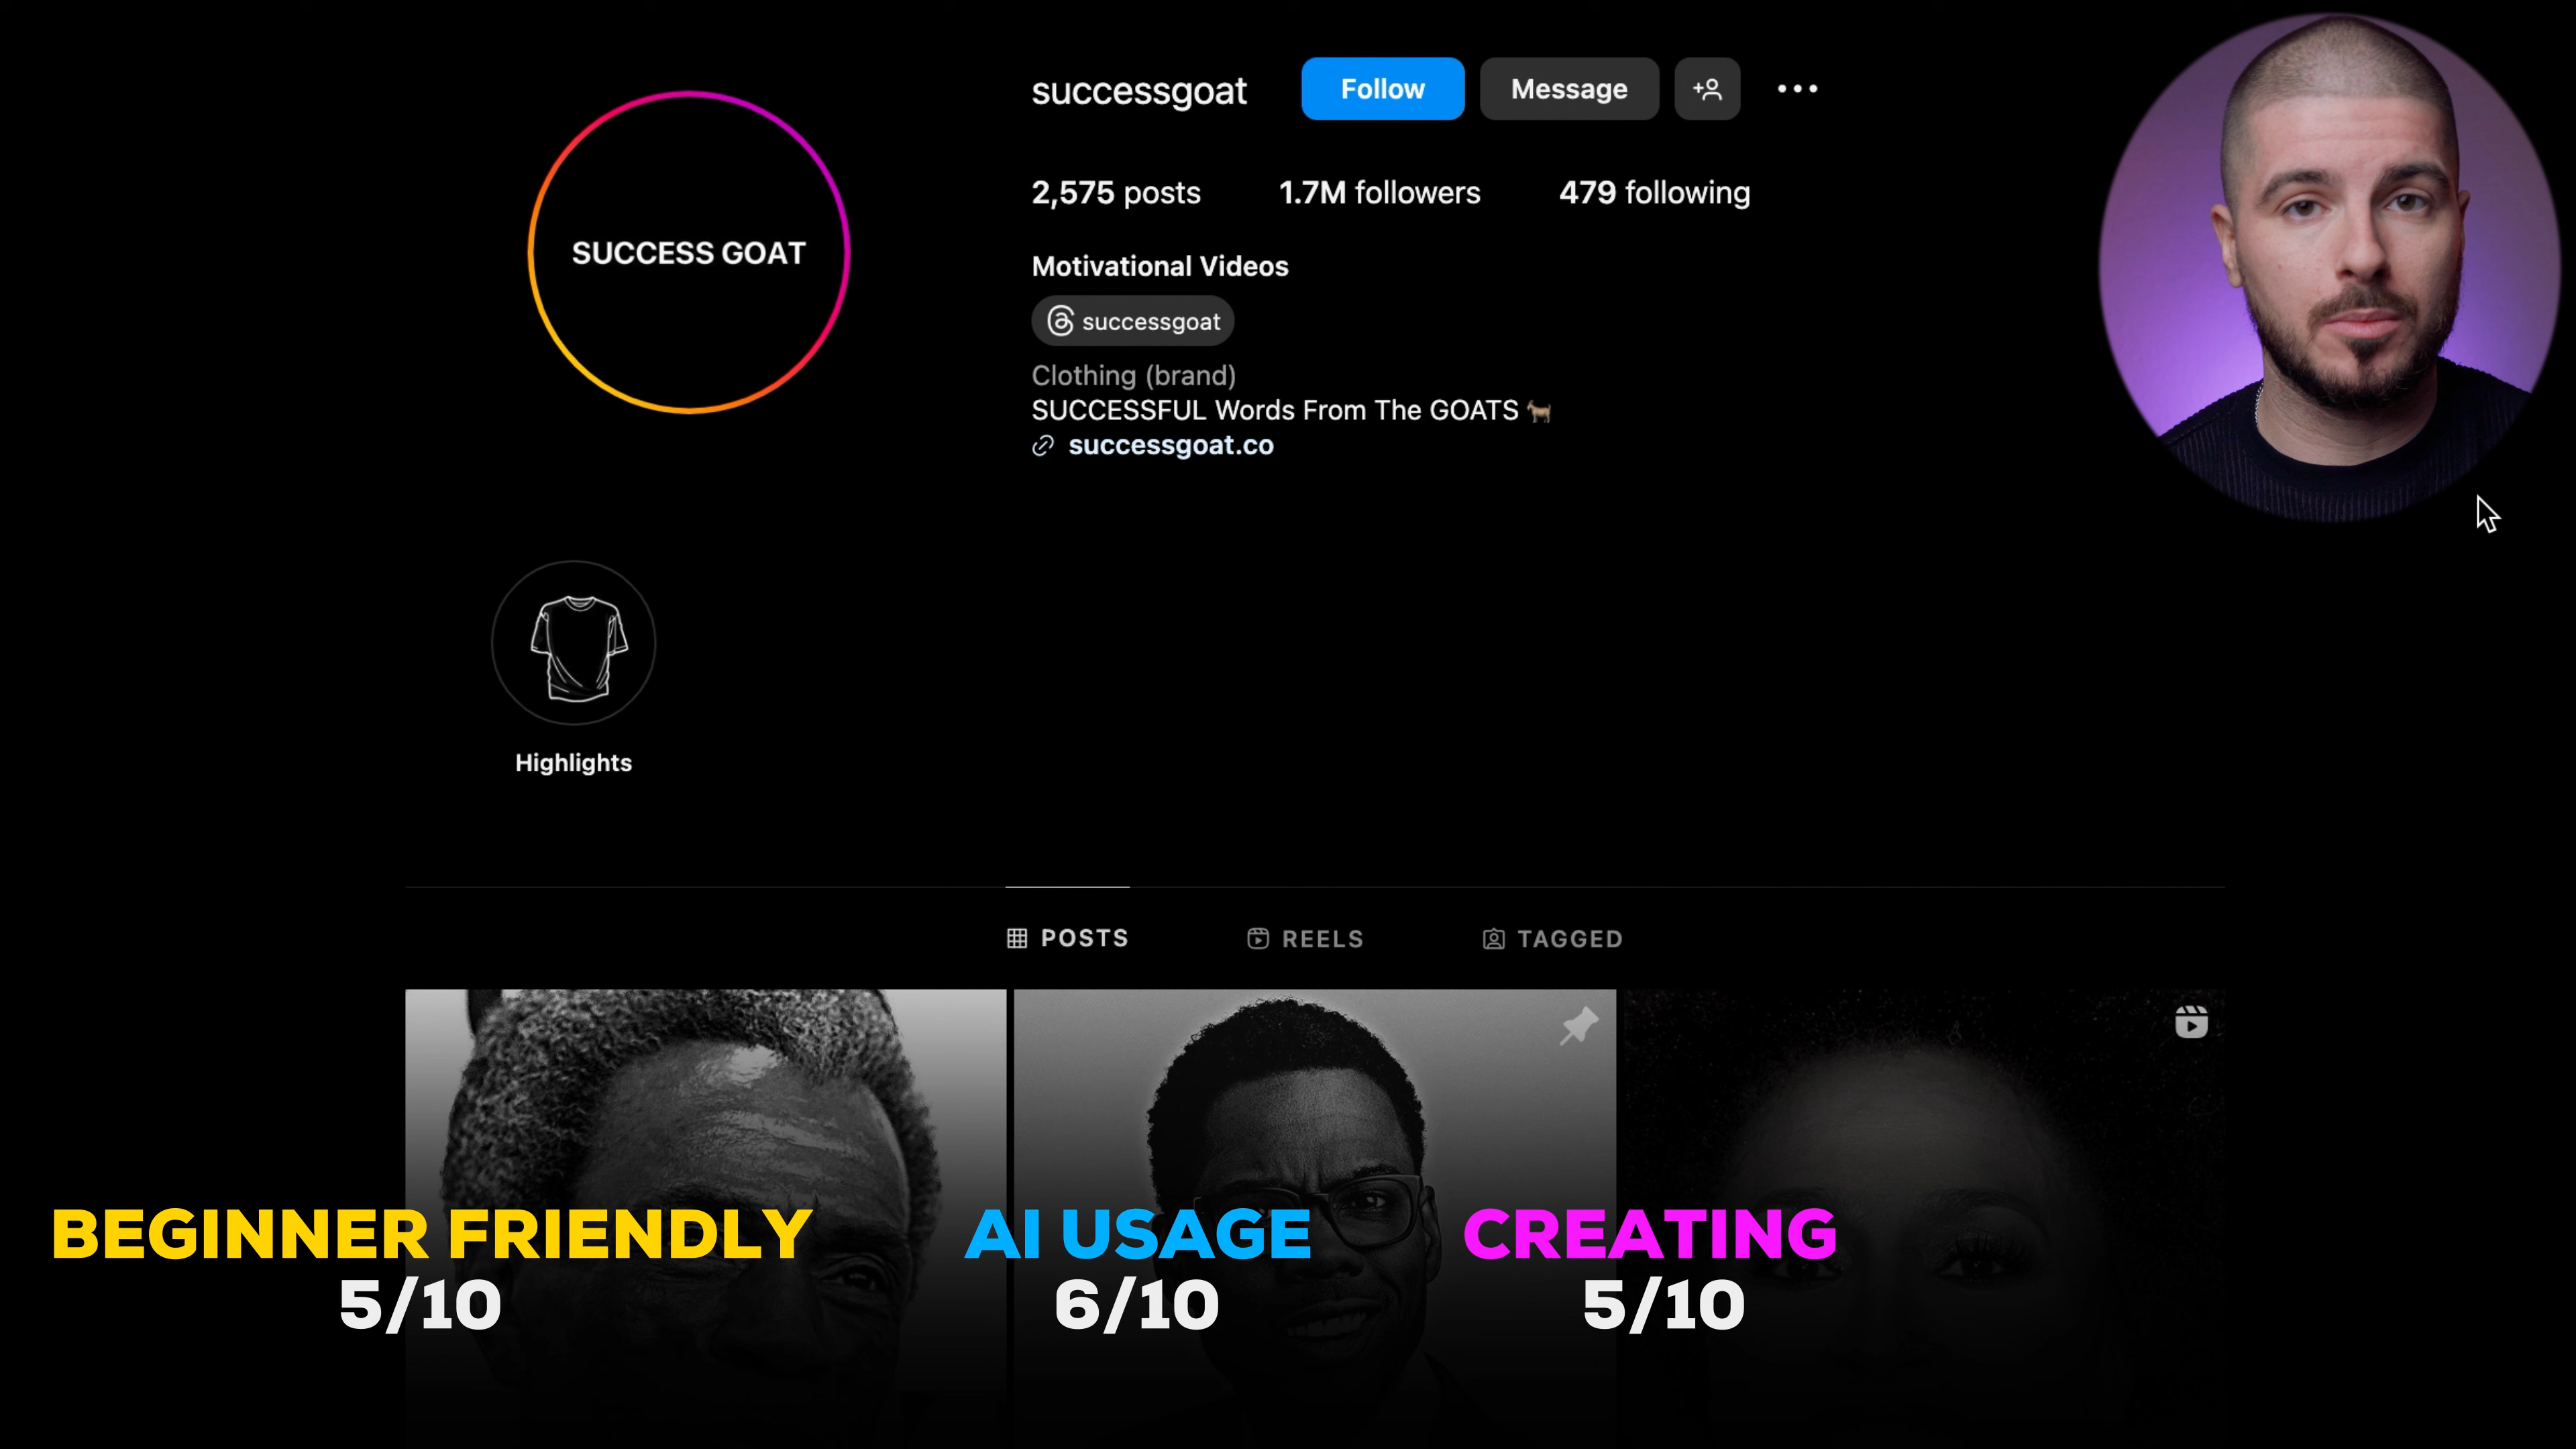 SUCCESS GOAT
successgoat
Follow
Message
2,575 posts
1.7M followers
479 following
Motivational Videos
successgoat
Clothing (brand)
SUCCESSFUL Words From The GOATS 🐐
successgoat.co
Highlights
POSTS
REELS
TAGGED
BEGINNER FRIENDLY
5/10
AI USAGE
6/10
CREATING
5/10